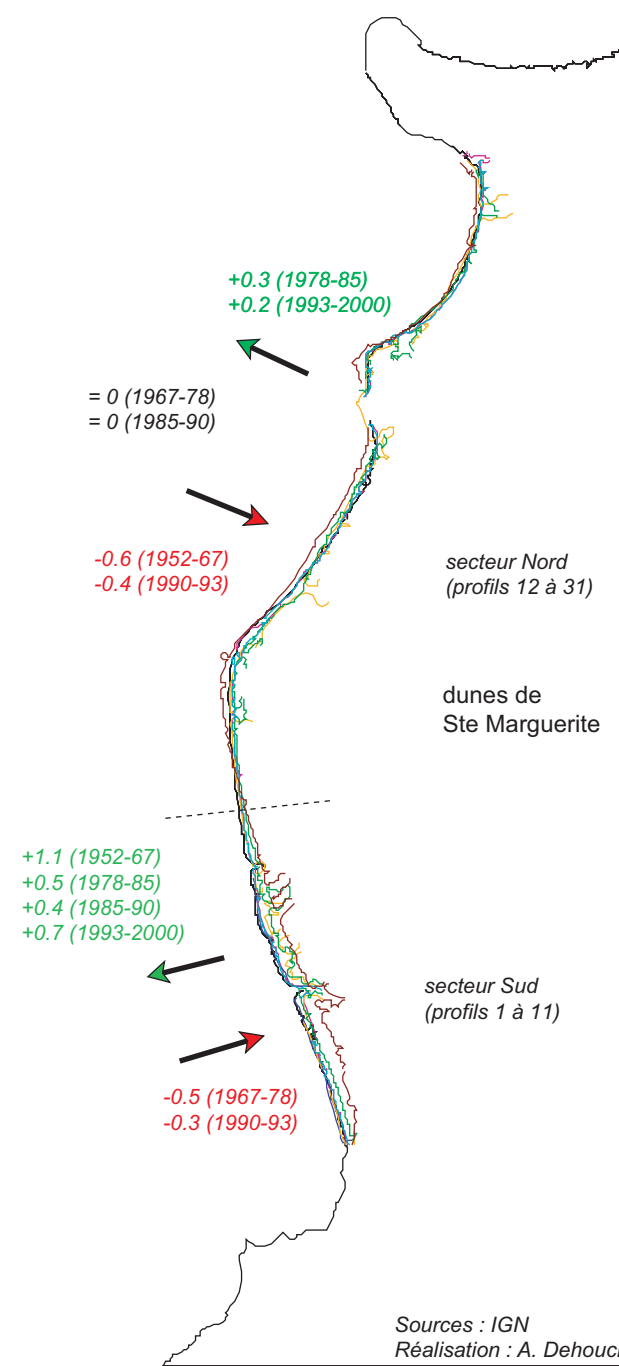 +0.3 (1978-85)
+0.2 (1993-2000)
= 0 (1967-78)
= 0 (1985-90)
-0.6 (1952-67)
-0.4 (1990-93)
secteur Nord
(profils 12 à 31)
dunes de
Ste Marguerite
+1.1 (1952-67)
+0.5 (1978-85)
+0.4 (1985-90)
+0.7 (1993-2000)
secteur Sud
(profils 1 à 11)
-0.5 (1967-78)
-0.3 (1990-93)
Sources : IGN
Réalisation : A. Dehouc